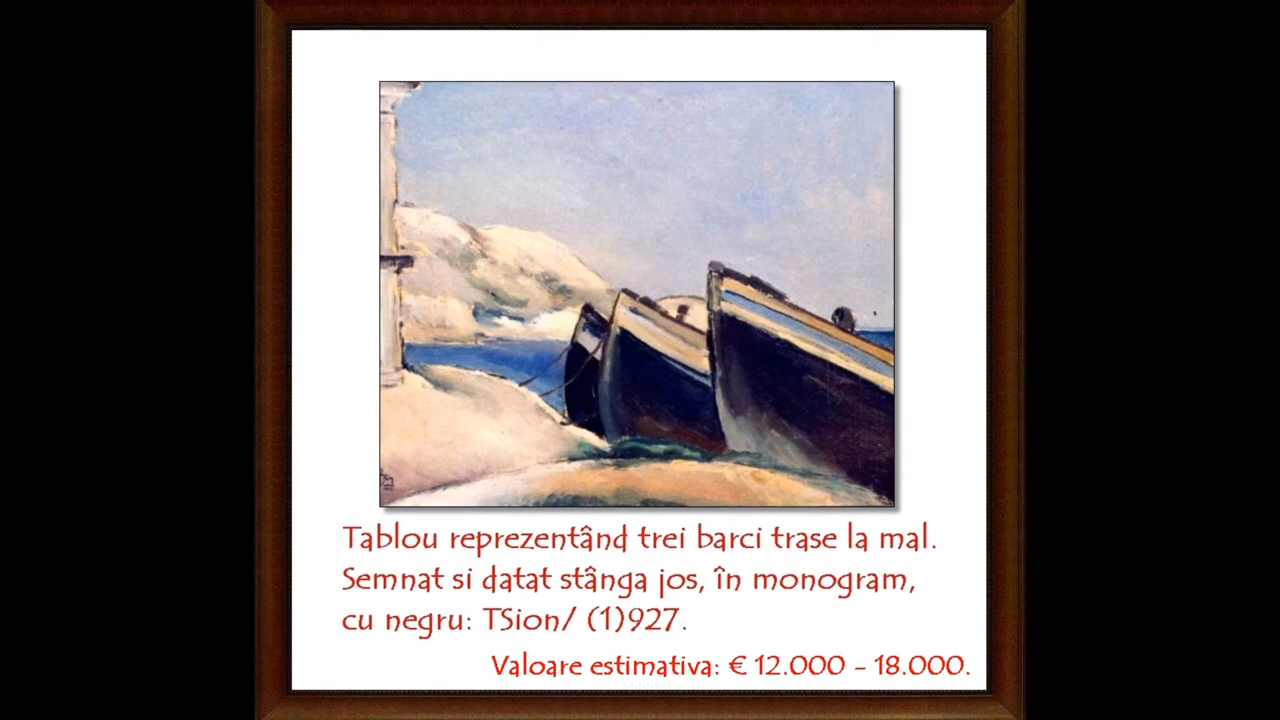 Tablou reprezentând trei barci trase la mal.
Semnat si datat stânga jos, în monogram,
cu negru: TSion/ (1)927.
Valoare estimativa: € 12.000 - 18.000.